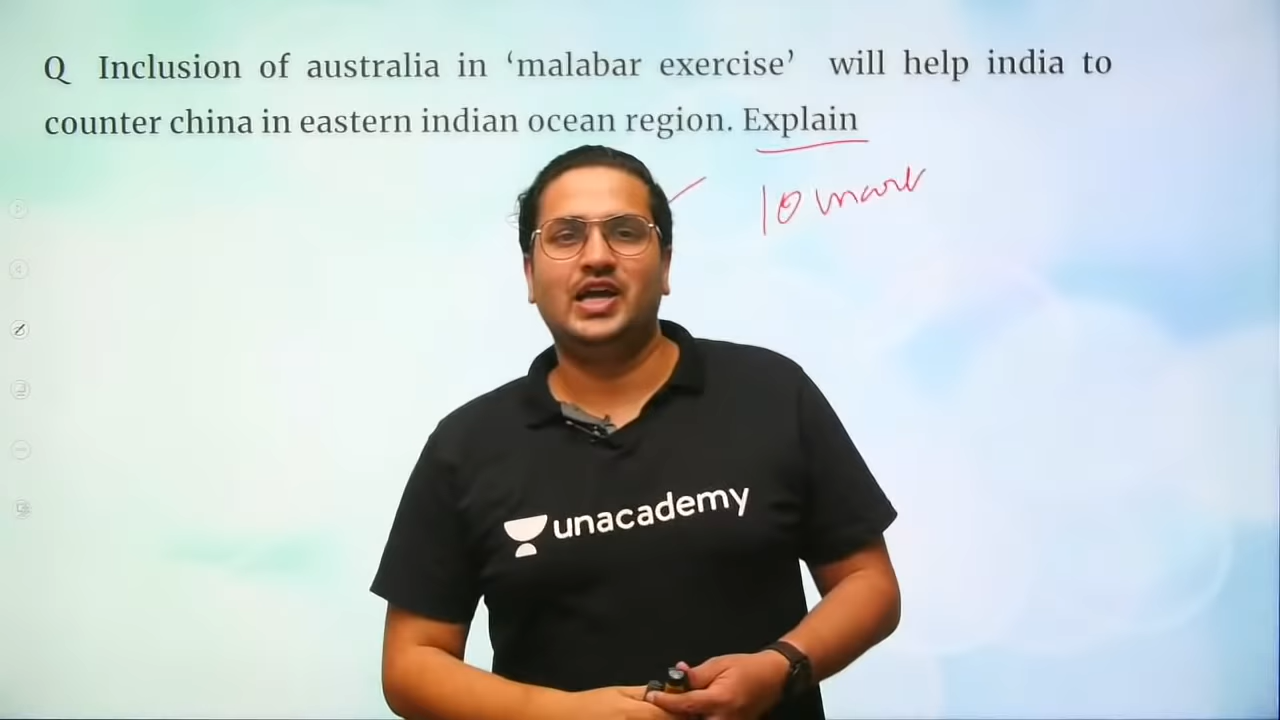 Q Inclusion of australia in ‘malabar exercise’ will help india to
counter china in eastern indian ocean region. Explain
10 mark
unacademy